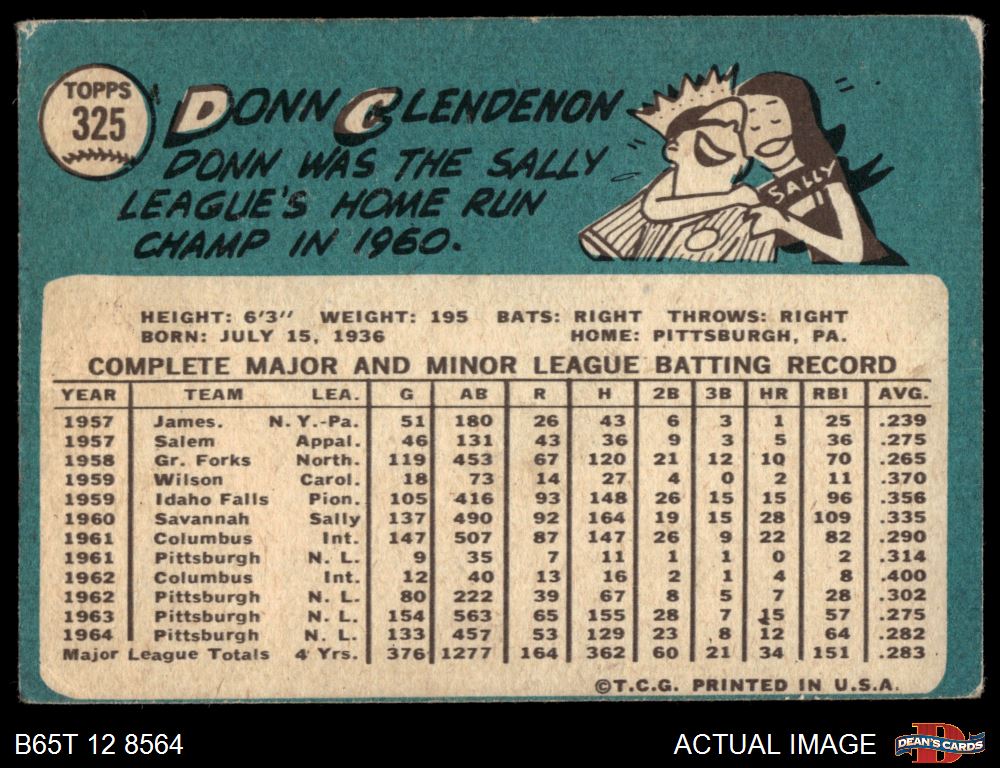 TOPPS
325
DONN CLENDENON
DONN WAS THE SALLY
LEAGUE'S HOME RUN
CHAMP IN 1960.
SALLY
HEIGHT: 6'3" WEIGHT: 195 BATS: RIGHT THROWS: RIGHT
BORN: JULY 15, 1936 HOME: PITTSBURGH, PA.
COMPLETE MAJOR AND MINOR LEAGUE BATTING RECORD
YEAR TEAM LEA. G AB R H 2B 3B HR RBI AVG.
1957 James. N. Y.-Pa. 51 180 26 43 6 3 1 25 .239
1957 Salem Appal. 46 131 43 36 9 3 5 36 .275
1958 Gr. Forks North. 119 453 67 120 21 12 10 70 .265
1959 Wilson Carol. 18 73 14 27 4 0 2 11 .370
1959 Idaho Falls Pion. 105 416 93 148 26 15 15 96 .356
1960 Savannah Sally 137 490 92 164 19 15 28 109 .335
1961 Columbus Int. 147 507 87 147 26 9 22 82 .290
1961 Pittsburgh N. L. 9 35 7 11 1 1 0 2 .314
1962 Columbus Int. 12 40 13 16 2 1 4 8 .400
1962 Pittsburgh N. L. 80 222 39 67 8 5 7 28 .302
1963 Pittsburgh N. L. 154 563 65 155 28 7 15 57 .275
1964 Pittsburgh N. L. 133 457 53 129 23 8 12 64 .282
Major League Totals 4 Yrs. 376 1277 164 362 60 21 34 151 .283
©T.C.G. PRINTED IN U.S.A.
B65T 12 8564 ACTUAL IMAGE
D
DEAN'S CARDS